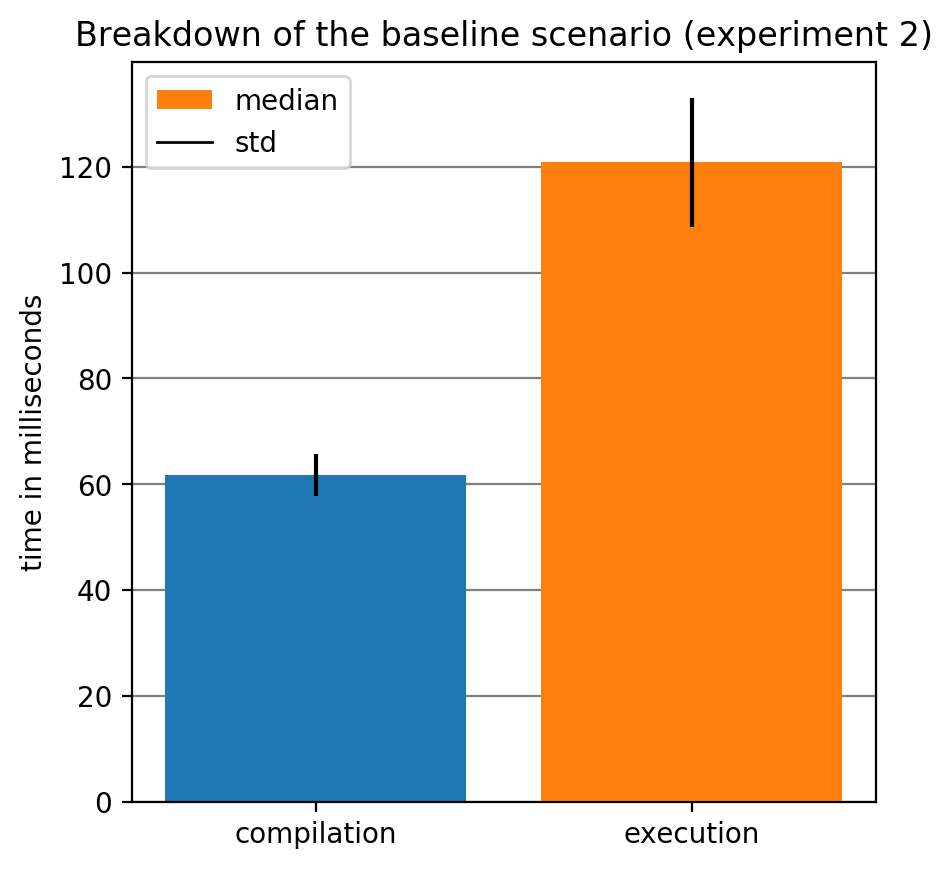 Breakdown of the baseline scenario (experiment 2)
median
std
time in milliseconds
120
100
80
60
40
20
0
compilation
execution